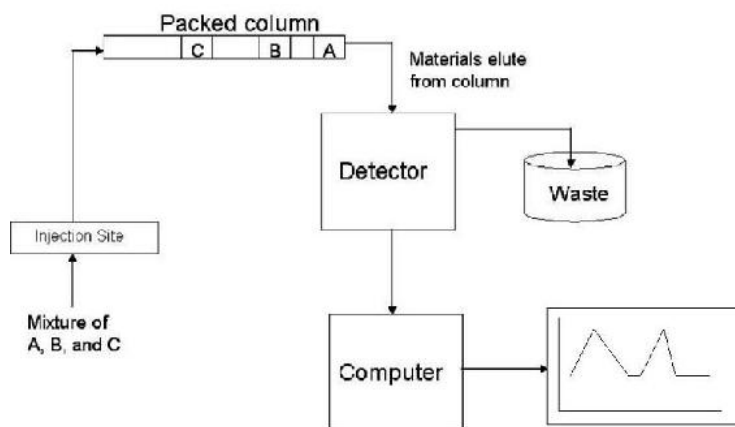 Packed column
C B A
Materials elute
from column
Detector
Waste
Injection Site
Mixture of
A, B, and C
Computer